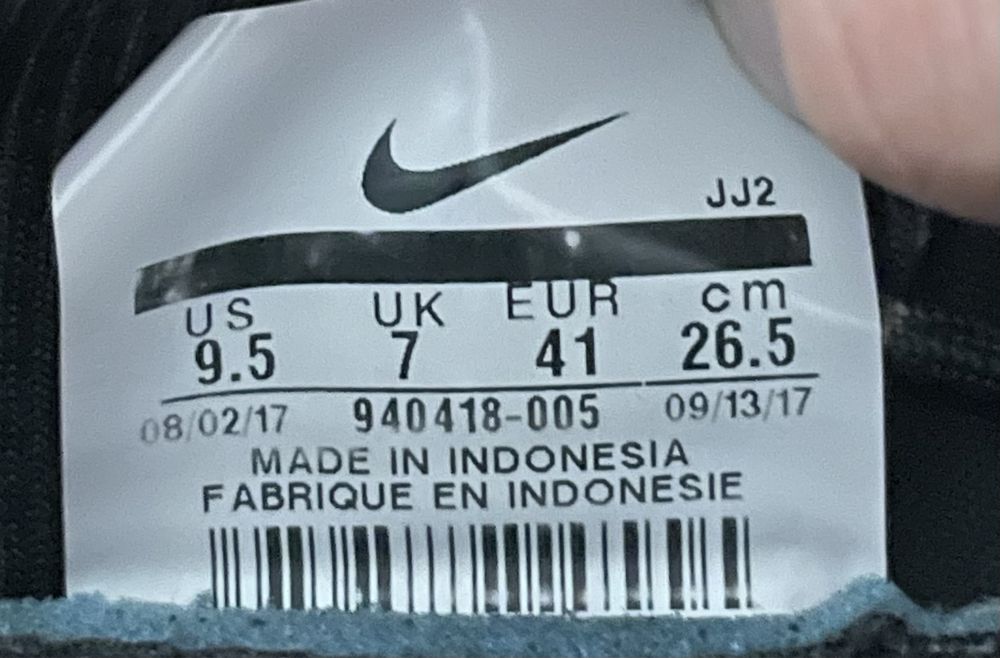 JJ2
US UK EUR cm
9.5 7 41 26.5
08/02/17 940418-005 09/13/17
MADE IN INDONESIA
FABRIQUE EN INDONESIE